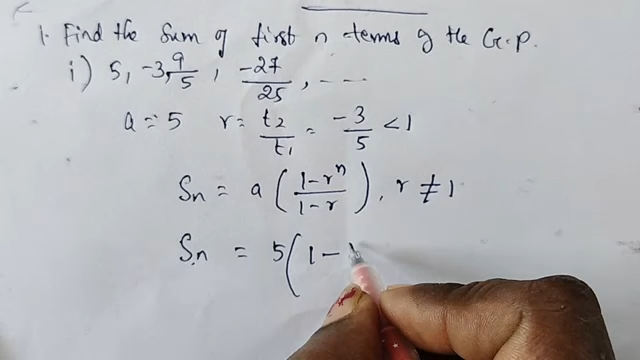 1. Find the Sum of first n terms of the G.P.
i) 5, -3, 9/5, -27/25, ----
a = 5 r = t₂/t₁ = -3/5 < 1
Sₙ = a ( (1-rⁿ)/(1-r) ), r ≠ 1
Sₙ = 5 ( 1 -